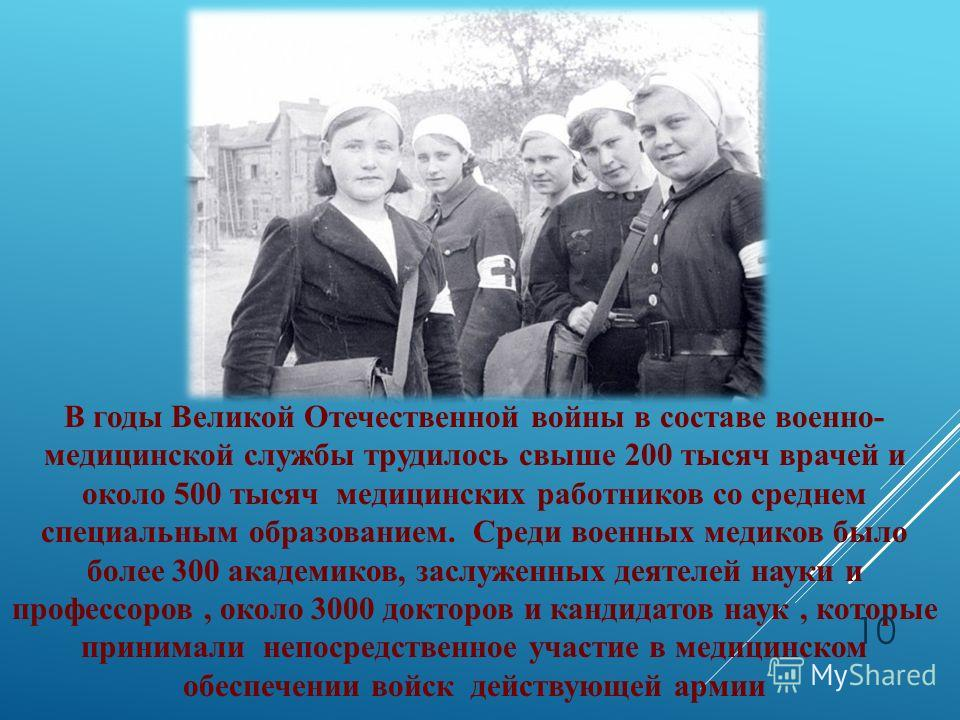 В годы Великой Отечественной войны в составе военно-
медицинской службы трудилось свыше 200 тысяч врачей и
около 500 тысяч медицинских работников со среднем
специальным образованием. Среди военных медиков было
более 300 академиков, заслуженных деятелей науки и
профессоров , около 3000 докторов и кандидатов наук , которые
принимали непосредственное участие в медицинском
обеспечении войск действующей армии
10
MyShared